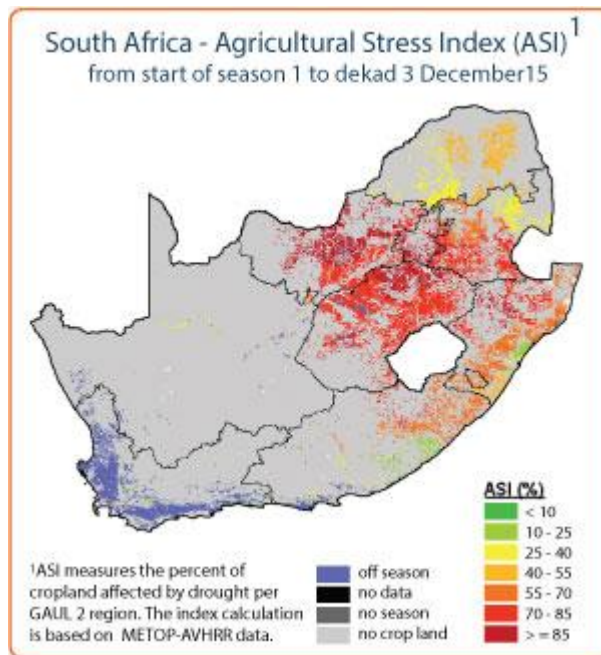 South Africa - Agricultural Stress Index (ASI)1
from start of season 1 to dekad 3 December15
1ASI measures the percent of
cropland affected by drought per
GAUL 2 region. The index calculation
is based on METOP-AVHRR data.
off season
no data
no season
no crop land
ASI (%)
< 10
10 - 25
25 - 40
40 - 55
55 - 70
70 - 85
> = 85